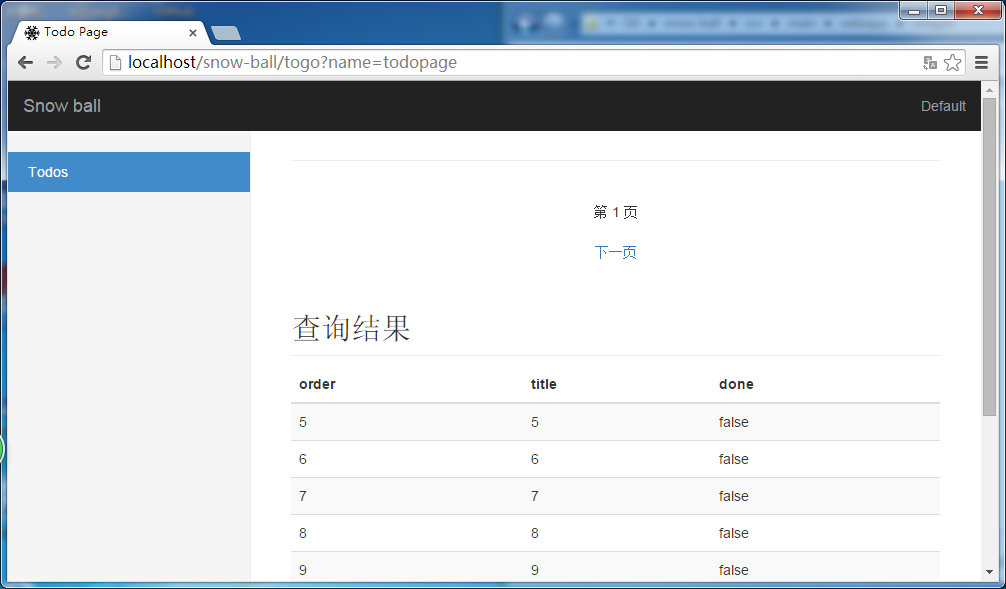 Todo Page
localhost/snow-ball/togo?name=todopage
Snow ball
Default
Todos
第 1 页
下一页
查询结果
order title done
5 5 false
6 6 false
7 7 false
8 8 false
9 9 false